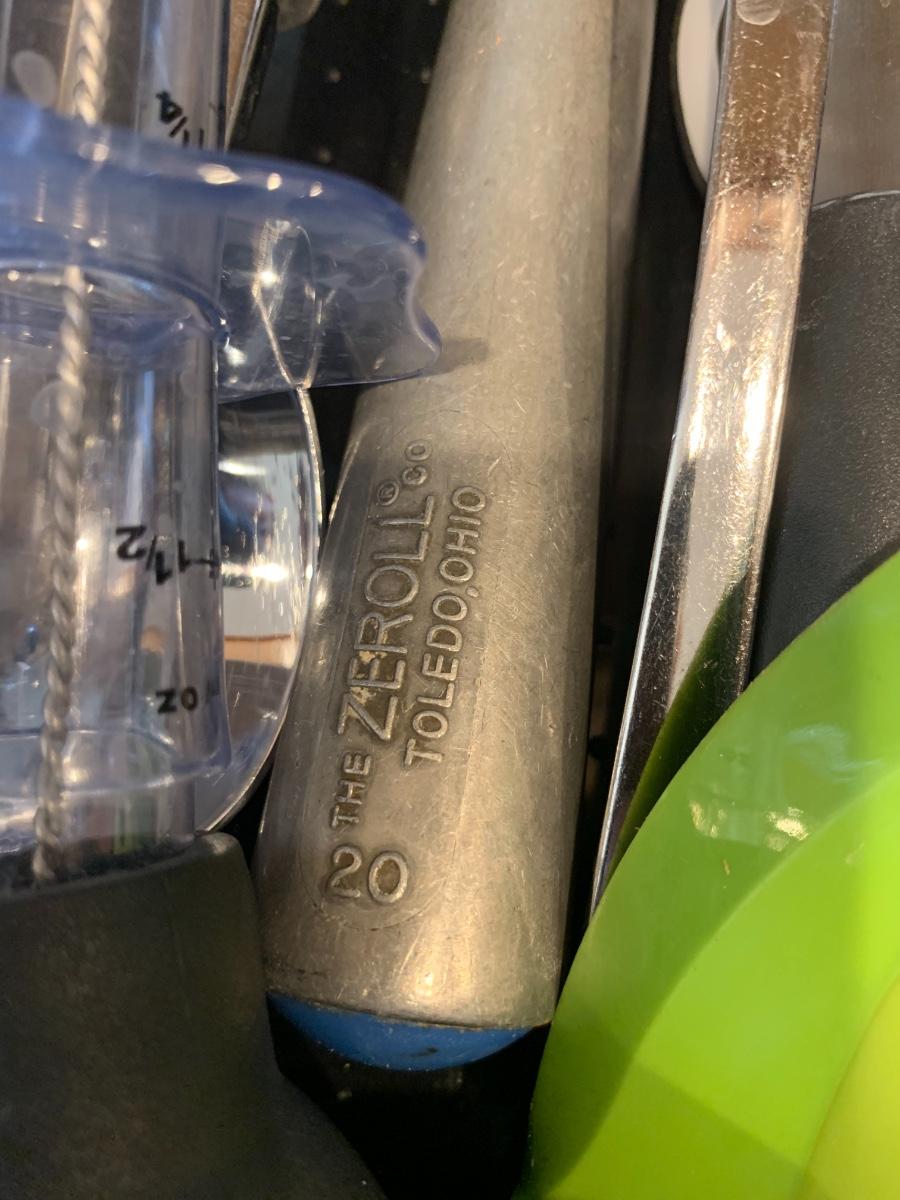 THE ZEROLL® CO
TOLEDO, OHIO
20
1/4
1 1/2
oz